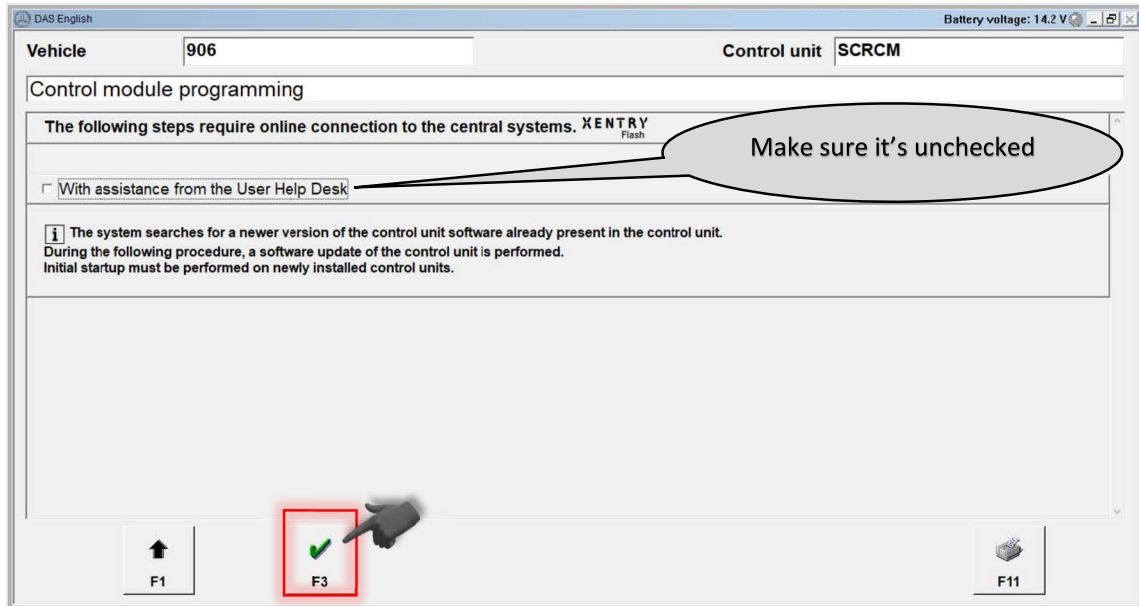 DAS English
Battery voltage: 14.2 V
Vehicle 906 Control unit SCRCM
Control module programming
The following steps require online connection to the central systems. XENTRY
Flash
Make sure it's unchecked
With assistance from the User Help Desk
i The system searches for a newer version of the control unit software already present in the control unit.
During the following procedure, a software update of the control unit is performed.
Initial startup must be performed on newly installed control units.
F1 F3 F11